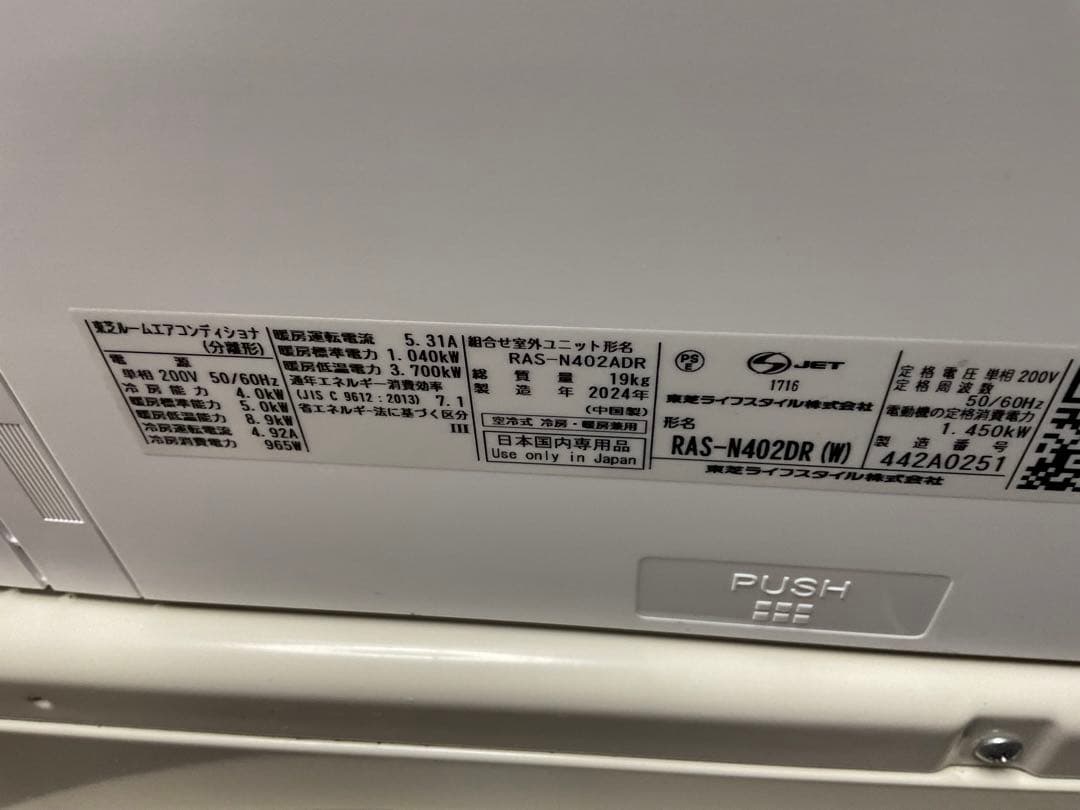 東芝ルームエアコンディショナ
(分離形)
電源
単相200V 50/60Hz
冷房能力 4.0kW
暖房標準能力 5.0kW
暖房低温能力 8.9kW
冷房運転電流 4.92A
冷房消費電力 965W
暖房運転電流 5.31A
暖房標準電力 1.040kW
暖房低温電力 3.700kW
通年エネルギー消費効率
(JIS C 9612:2013) 7.1
省エネルギー法に基づく区分
III
組合せ室外ユニット形名
RAS-N402ADR
総質量 19kg
製造年 2024年
(中国製)
空冷式 冷房・暖房兼用
日本国内専用品
Use only in Japan
PS
E
JET
1716
東芝ライフスタイル株式会社
形名
RAS-N402DR(W)
東芝ライフスタイル株式会社
定格電圧 単相200V
定格周波数
50/60Hz
電動機の定格消費電力
1.450kW
製造番号
442A0251
PUSH